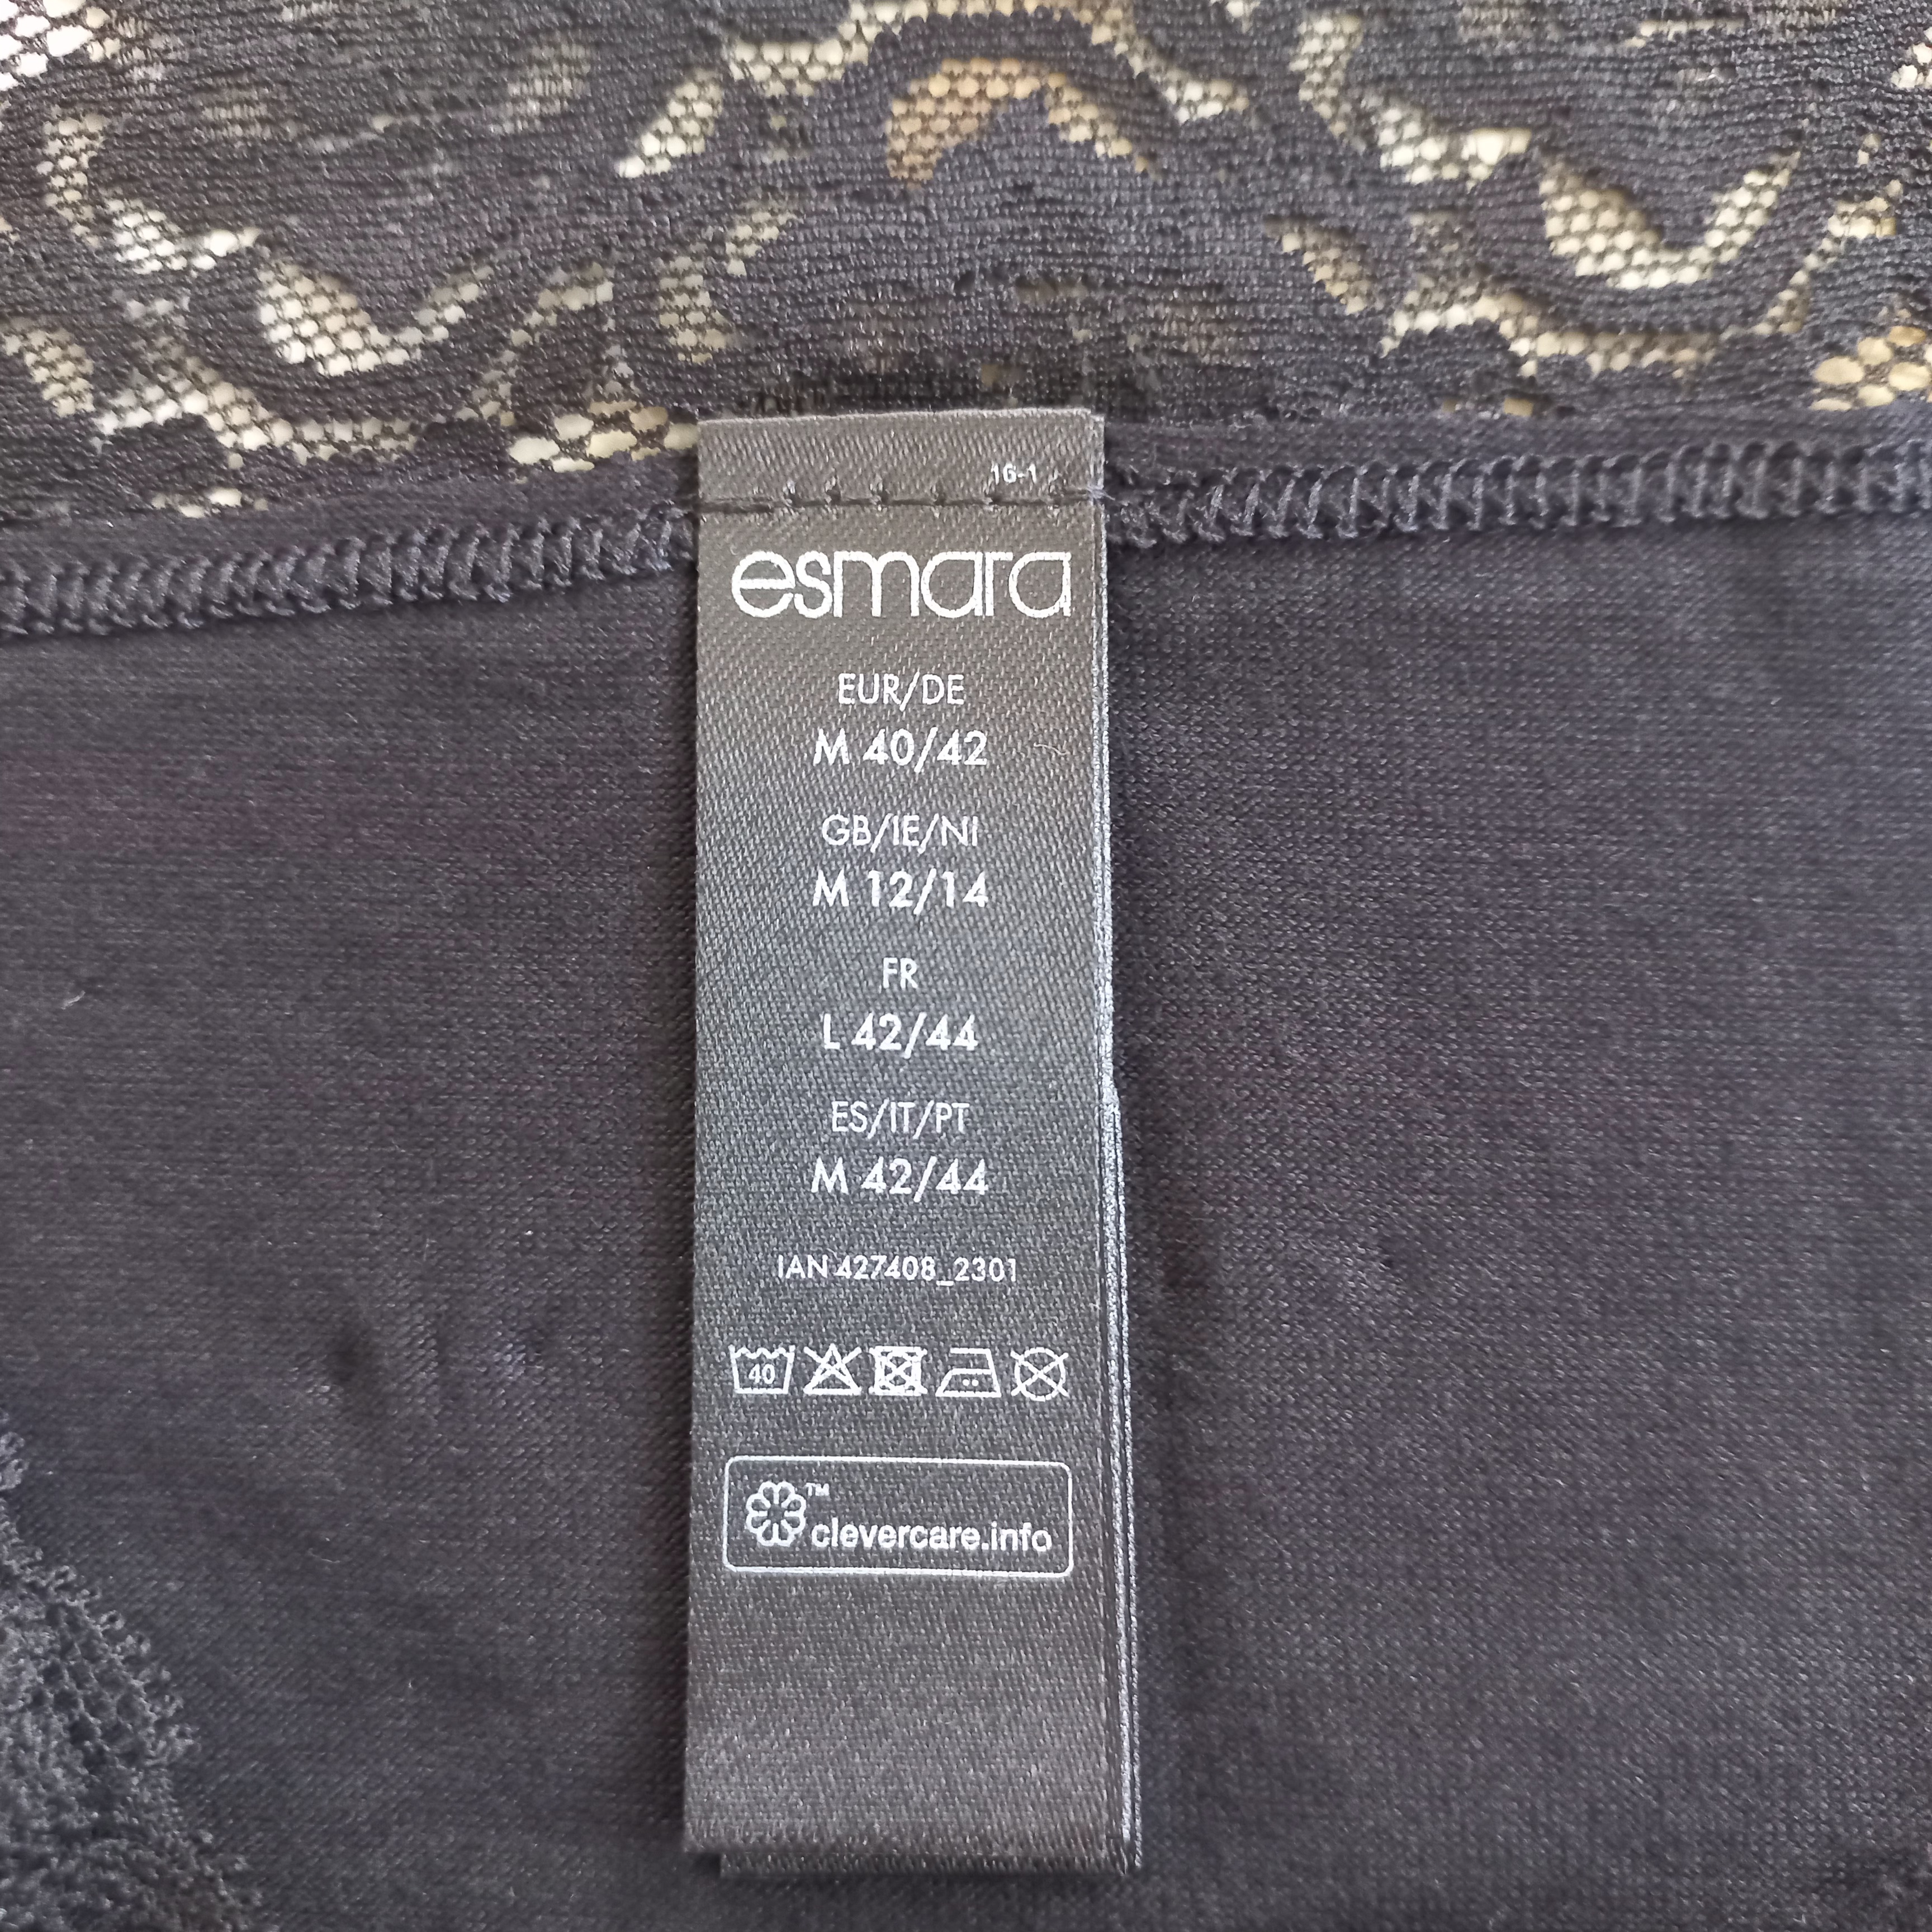 16-1
esmara
EUR/DE
M 40/42
GB/IE/NI
M 12/14
FR
L 42/44
ES/IT/PT
M 42/44
IAN 427408_2301
40
™
clevercare.info